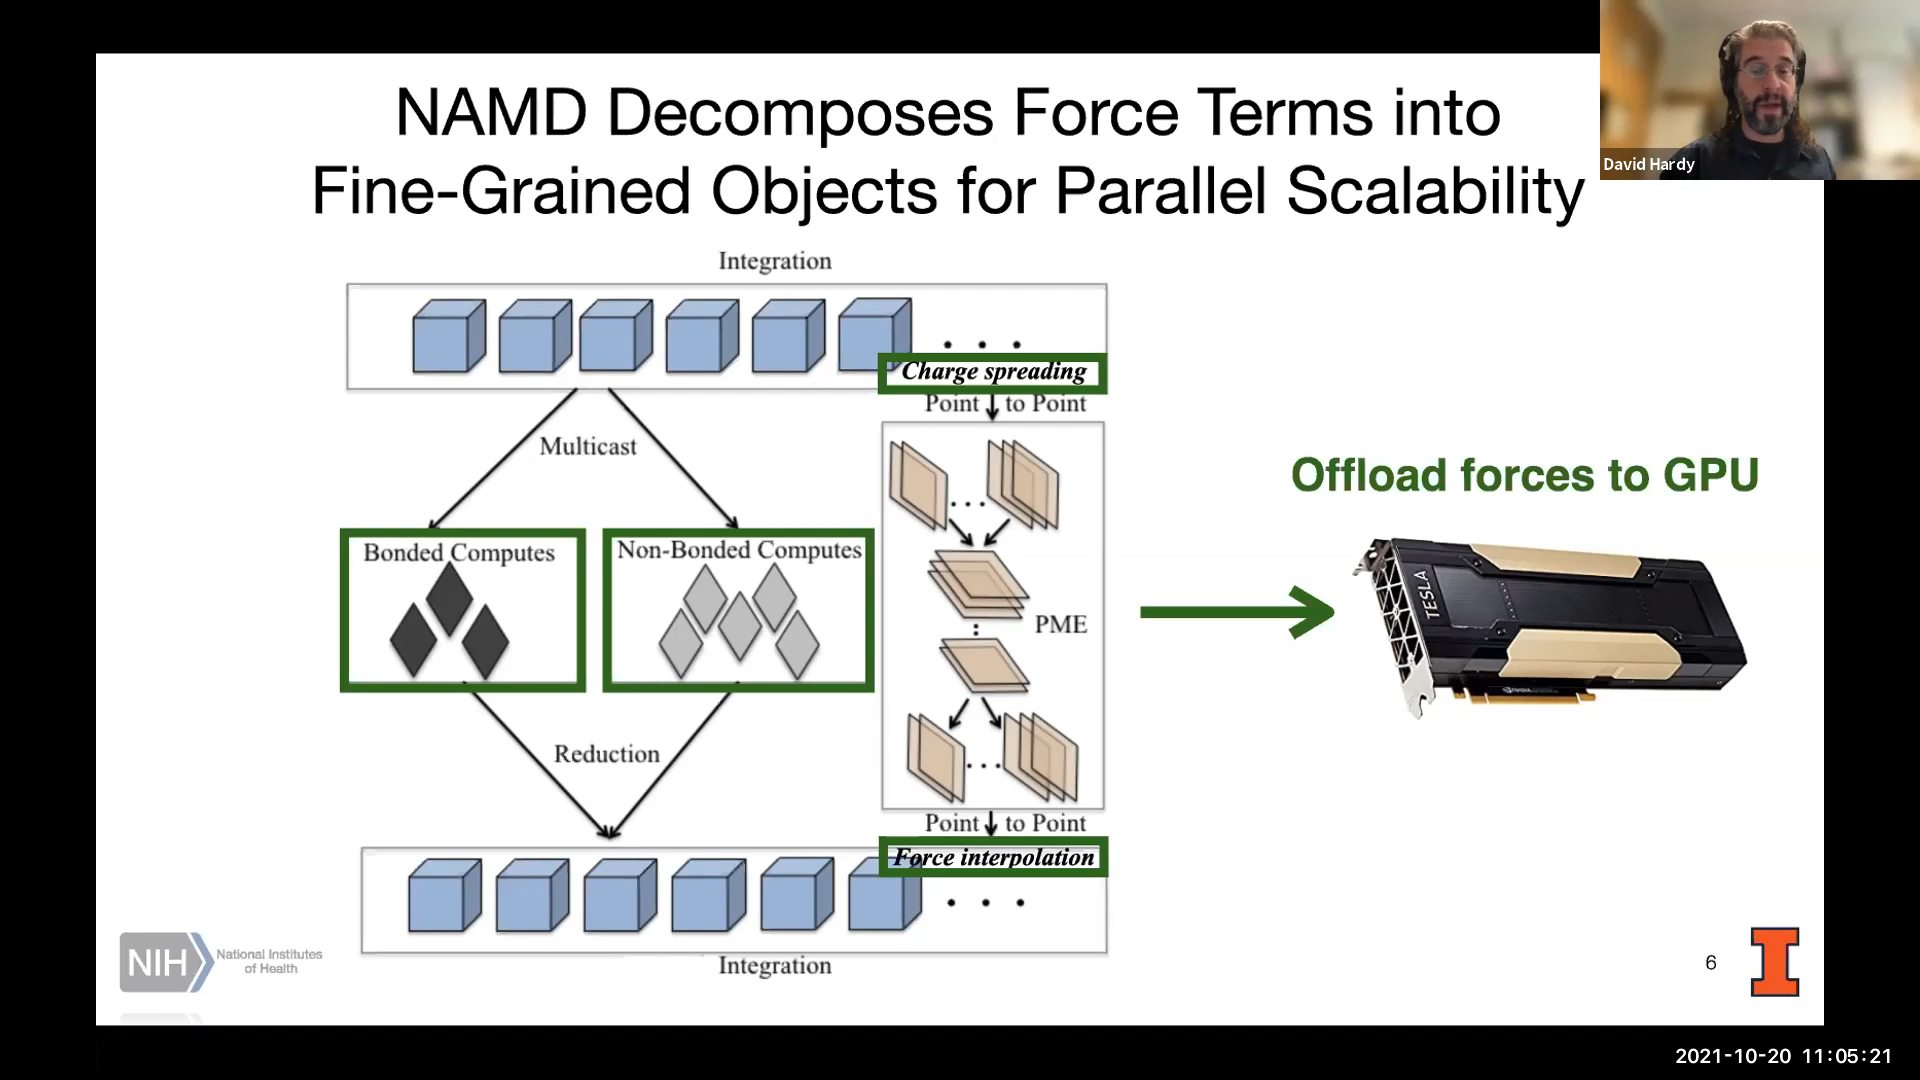 NAMD Decomposes Force Terms into
Fine-Grained Objects for Parallel Scalability
David Hardy
Integration
Charge spreading
Point to Point
Multicast
Bonded Computes
Non-Bonded Computes
PME
Reduction
Point to Point
Force interpolation
Integration
Offload forces to GPU
TESLA
NIH
National Institutes
of Health
6
I
2021-10-20 11:05:21